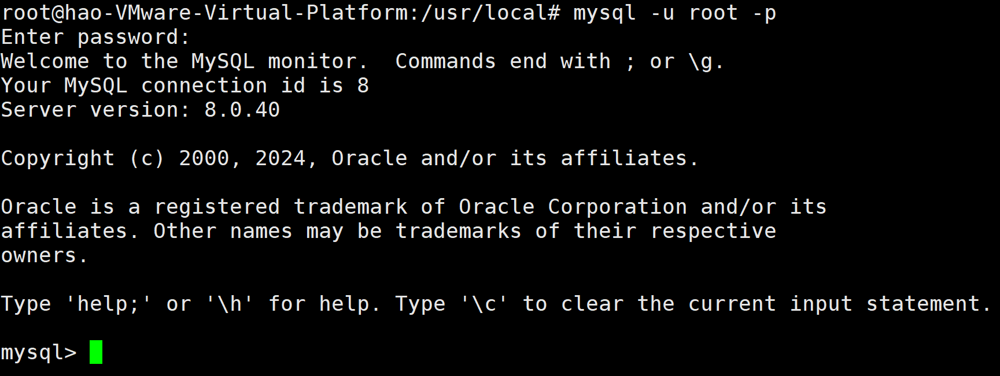 root@hao-VMware-Virtual-Platform:/usr/local# mysql -u root -p
Enter password:
Welcome to the MySQL monitor.  Commands end with ; or \g.
Your MySQL connection id is 8
Server version: 8.0.40
Copyright (c) 2000, 2024, Oracle and/or its affiliates.
Oracle is a registered trademark of Oracle Corporation and/or its
affiliates. Other names may be trademarks of their respective
owners.
Type 'help;' or '\h' for help. Type '\c' to clear the current input statement.
mysql>